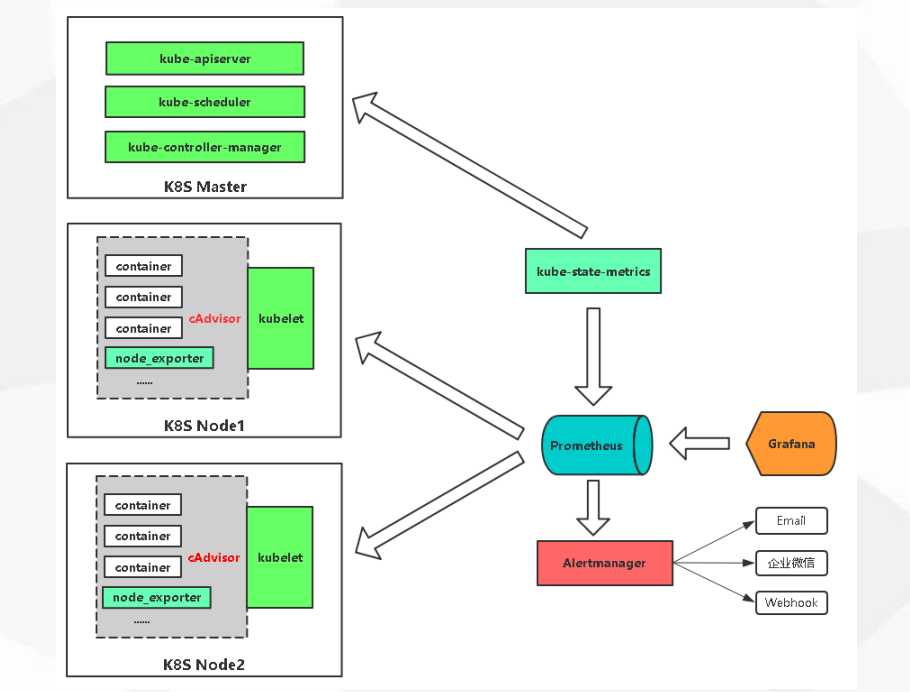 kube-apiserver
kube-scheduler
kube-controller-manager
K8S Master
container
container
container
cAdvisor
node_exporter
......
kubelet
K8S Node1
container
container
container
cAdvisor
node_exporter
......
kubelet
K8S Node2
kube-state-metrics
Prometheus
Grafana
Alertmanager
Email
企业微信
Webhook